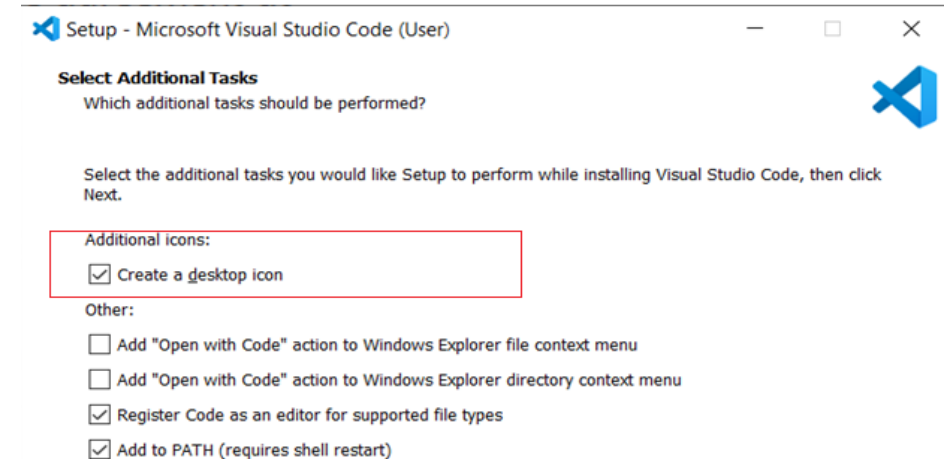 Setup - Microsoft Visual Studio Code (User)
Select Additional Tasks
Which additional tasks should be performed?
Select the additional tasks you would like Setup to perform while installing Visual Studio Code, then click
Next.
Additional icons:
Create a desktop icon
Other:
Add "Open with Code" action to Windows Explorer file context menu
Add "Open with Code" action to Windows Explorer directory context menu
Register Code as an editor for supported file types
Add to PATH (requires shell restart)